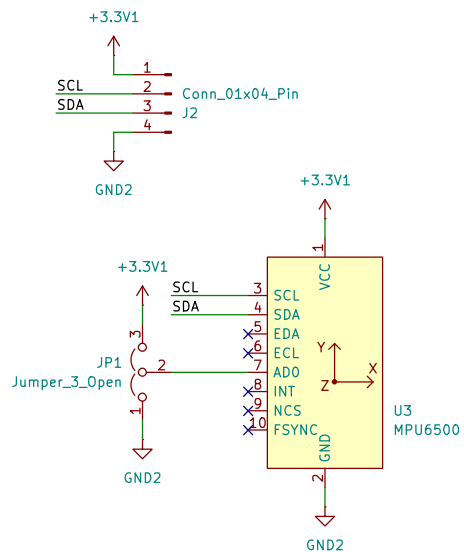 +3.3V1
1
SCL
2
Conn_01x04_Pin
SDA
3
J2
4
GND2
+3.3V1
1
VCC
+3.3V1
SCL
3
SCL
SDA
4
SDA
3
5
EDA
6
ECL
Y
X
Z
JP1
Jumper_3_Open
2
7
AD0
8
INT
1
9
NCS
10
FSYNC
U3
MPU6500
GND
2
GND2
GND2